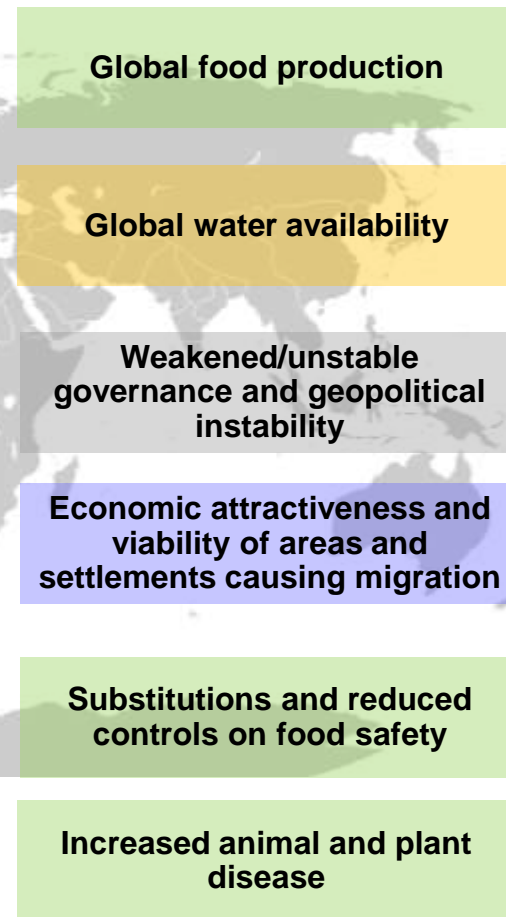 Global food production
Global water availability
Weakened/unstable
governance and geopolitical
instability
Economic attractiveness and
viability of areas and
settlements causing migration
Substitutions and reduced
controls on food safety
Increased animal and plant
disease